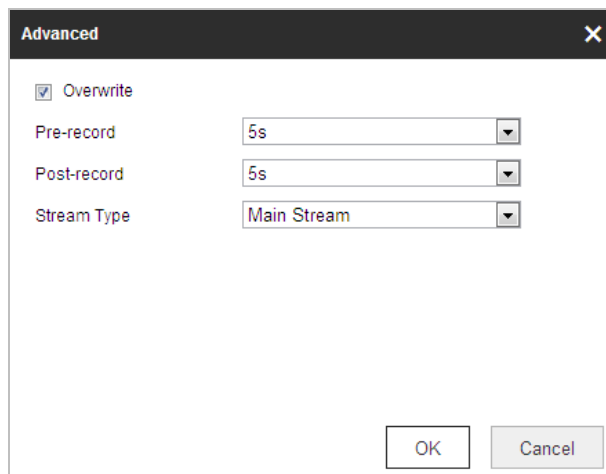 Advanced
Overwrite
Pre-record 5s
Post-record 5s
Stream Type Main Stream
OK Cancel